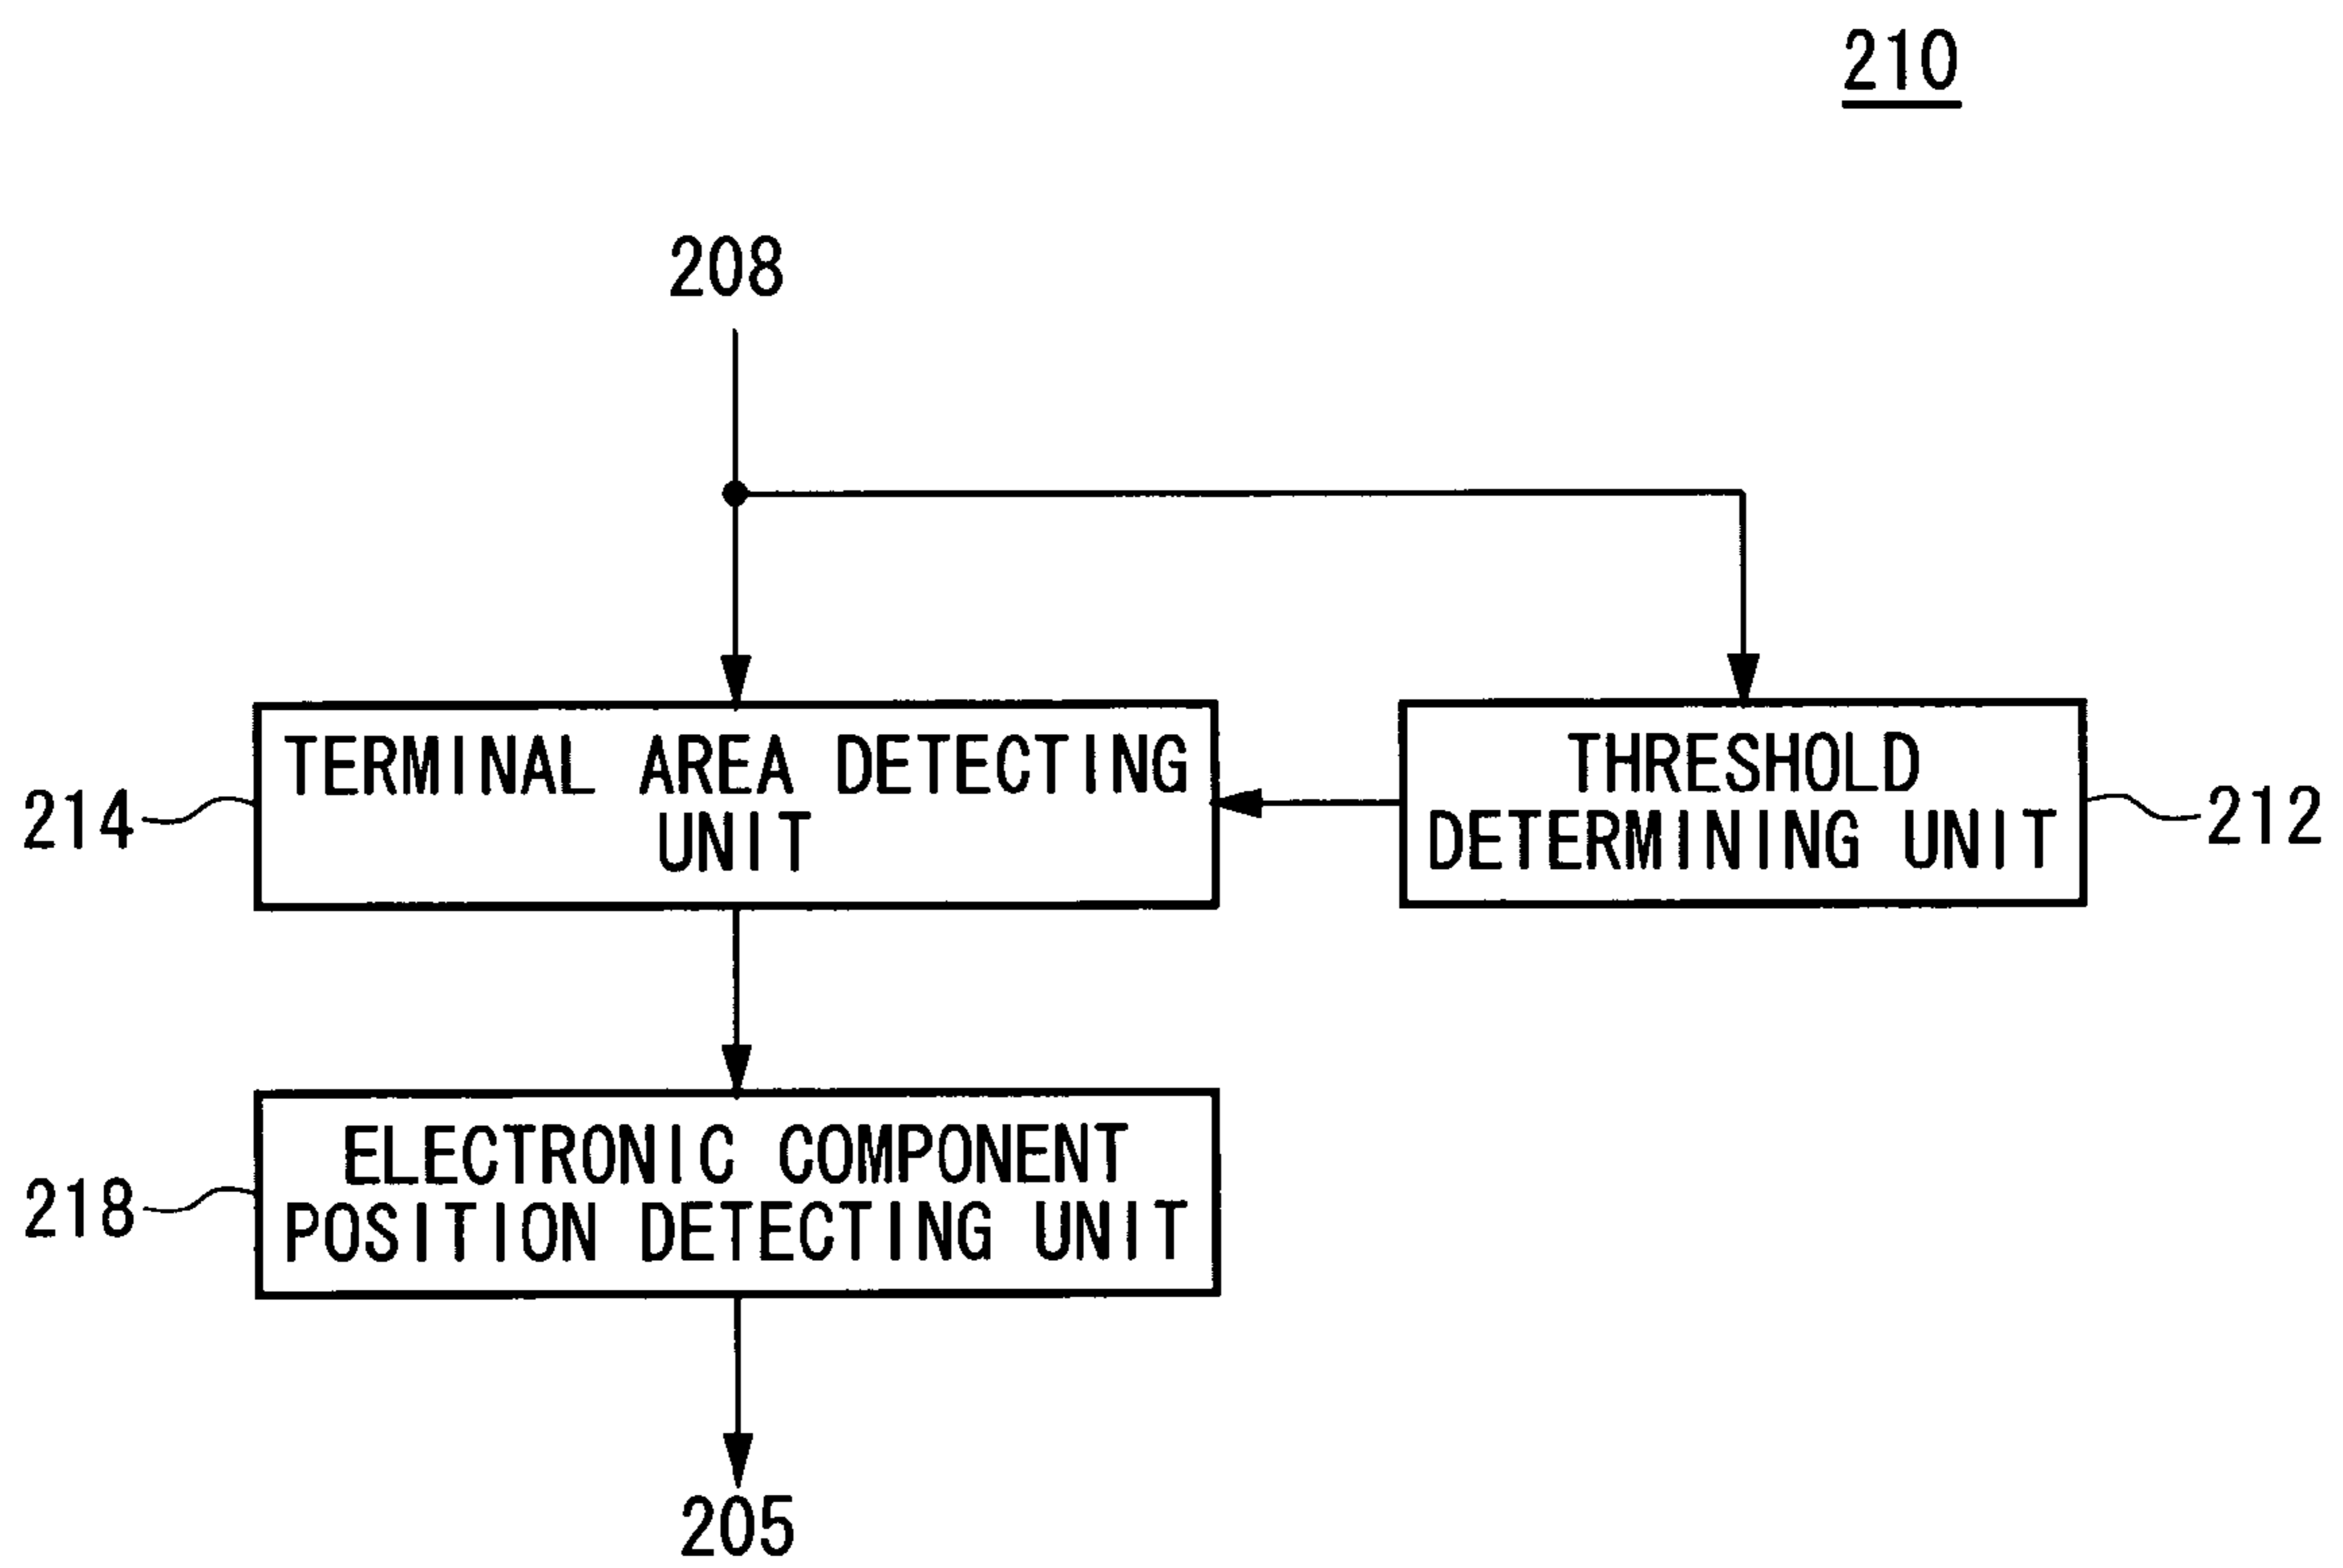 210
208
TERMINAL AREA DETECTING
UNIT
214
THRESHOLD
DETERMINING UNIT
212
ELECTRONIC COMPONENT
POSITION DETECTING UNIT
218
205